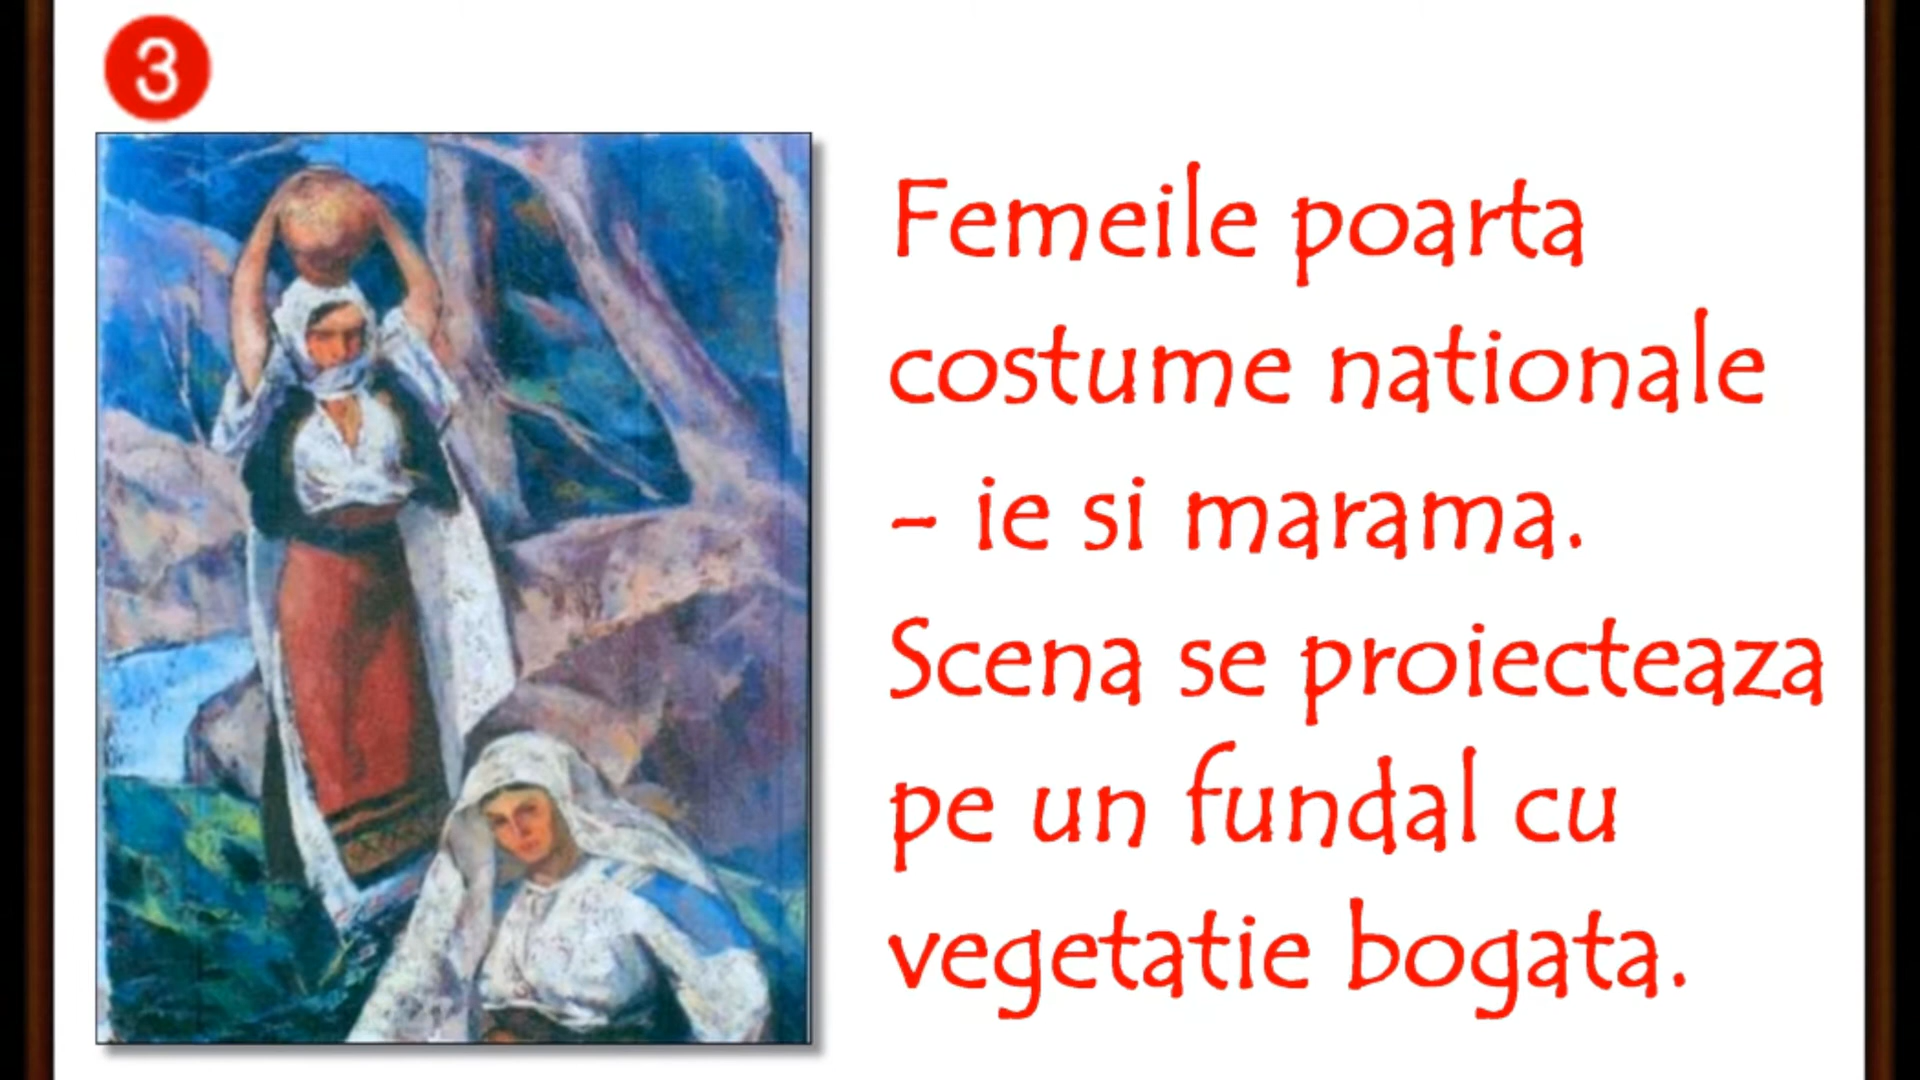 3
Femeile poarta
costume nationale
- ie si marama.
Scena se proiecteaza
pe un fundal cu
vegetatie bogata.